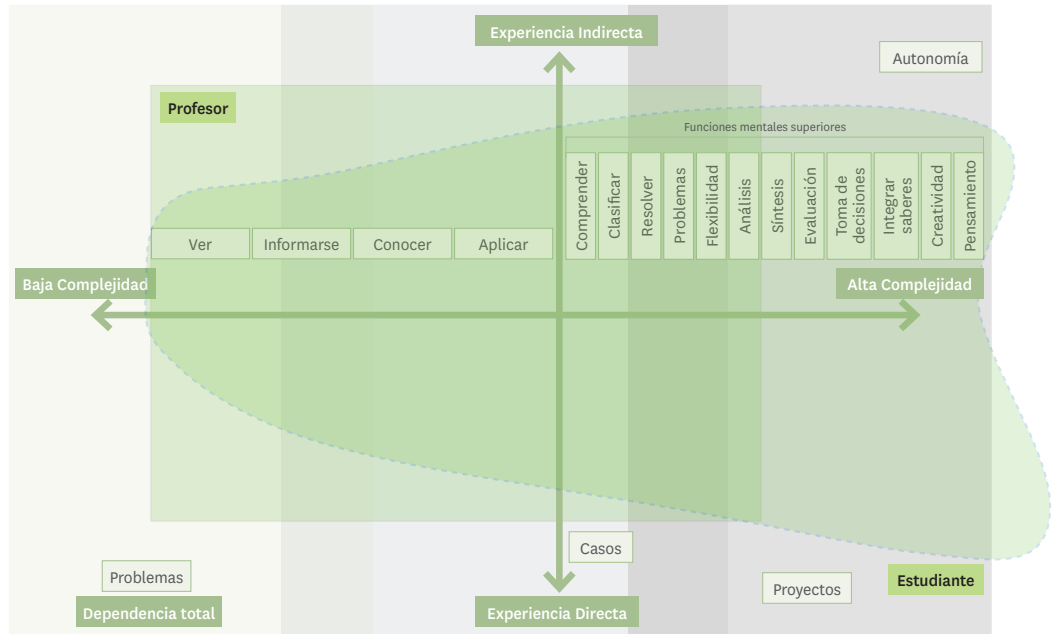 Experiencia Indirecta
Autonomía
Profesor
Funciones mentales superiores
Ver
Informarse
Conocer
Aplicar
Comprender
Clasificar
Resolver
Problemas
Flexibilidad
Análisis
Síntesis
Evaluación
Toma de
decisiones
Integrar
saberes
Creatividad
Pensamiento
Baja Complejidad
Alta Complejidad
Casos
Problemas
Proyectos
Estudiante
Dependencia total
Experiencia Directa